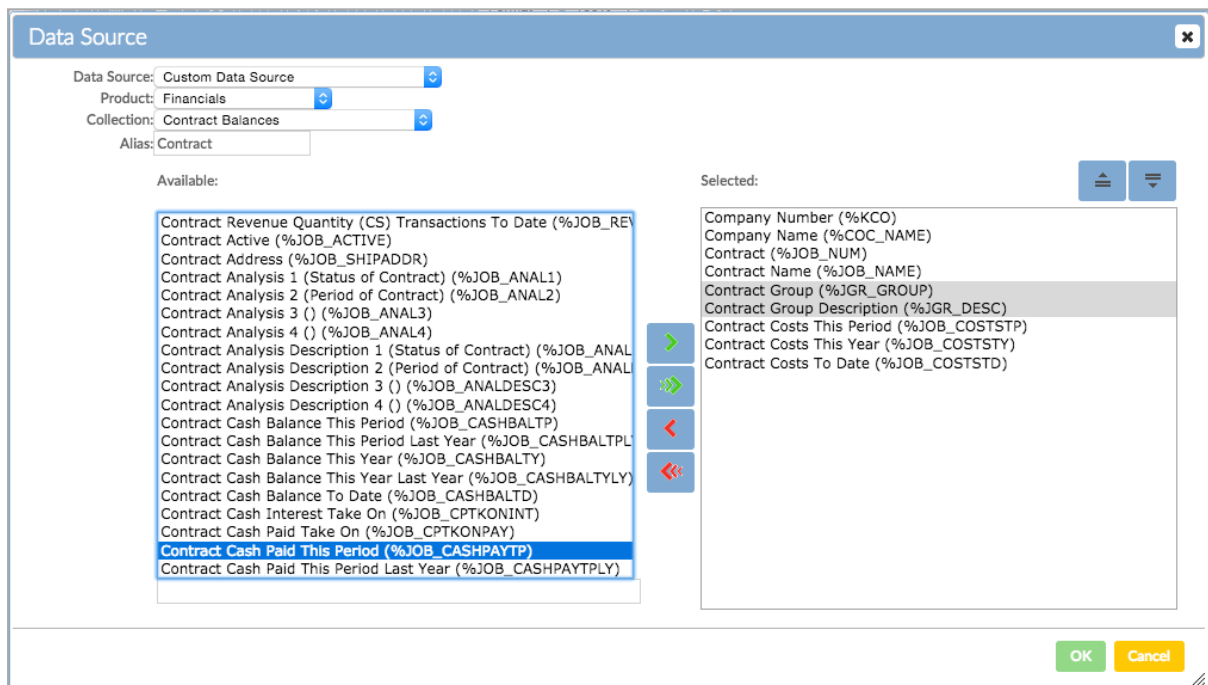 Data Source
Data Source: Custom Data Source
Product: Financials
Collection: Contract Balances
Alias: Contract
Available:
Contract Revenue Quantity (CS) Transactions To Date (%JOB_REV
Contract Active (%JOB_ACTIVE)
Contract Address (%JOB_SHIPADDR)
Contract Analysis 1 (Status of Contract) (%JOB_ANAL1)
Contract Analysis 2 (Period of Contract) (%JOB_ANAL2)
Contract Analysis 3 () (%JOB_ANAL3)
Contract Analysis 4 () (%JOB_ANAL4)
Contract Analysis Description 1 (Status of Contract) (%JOB_ANAL
Contract Analysis Description 2 (Period of Contract) (%JOB_ANAL
Contract Analysis Description 3 () (%JOB_ANALDESC3)
Contract Analysis Description 4 () (%JOB_ANALDESC4)
Contract Cash Balance This Period (%JOB_CASHBALTP)
Contract Cash Balance This Period Last Year (%JOB_CASHBALTPL
Contract Cash Balance This Year (%JOB_CASHBALTY)
Contract Cash Balance This Year Last Year (%JOB_CASHBALTYLY)
Contract Cash Balance To Date (%JOB_CASHBALTD)
Contract Cash Interest Take On (%JOB_CPTKONINT)
Contract Cash Paid Take On (%JOB_CPTKONPAY)
Contract Cash Paid This Period (%JOB_CASHPAYTP)
Contract Cash Paid This Period Last Year (%JOB_CASHPAYTPLY)
Selected:
Company Number (%KCO)
Company Name (%COC_NAME)
Contract (%JOB_NUM)
Contract Name (%JOB_NAME)
Contract Group (%JGR_GROUP)
Contract Group Description (%JGR_DESC)
Contract Costs This Period (%JOB_COSTSTP)
Contract Costs This Year (%JOB_COSTSTY)
Contract Costs To Date (%JOB_COSTSTD)
OK Cancel